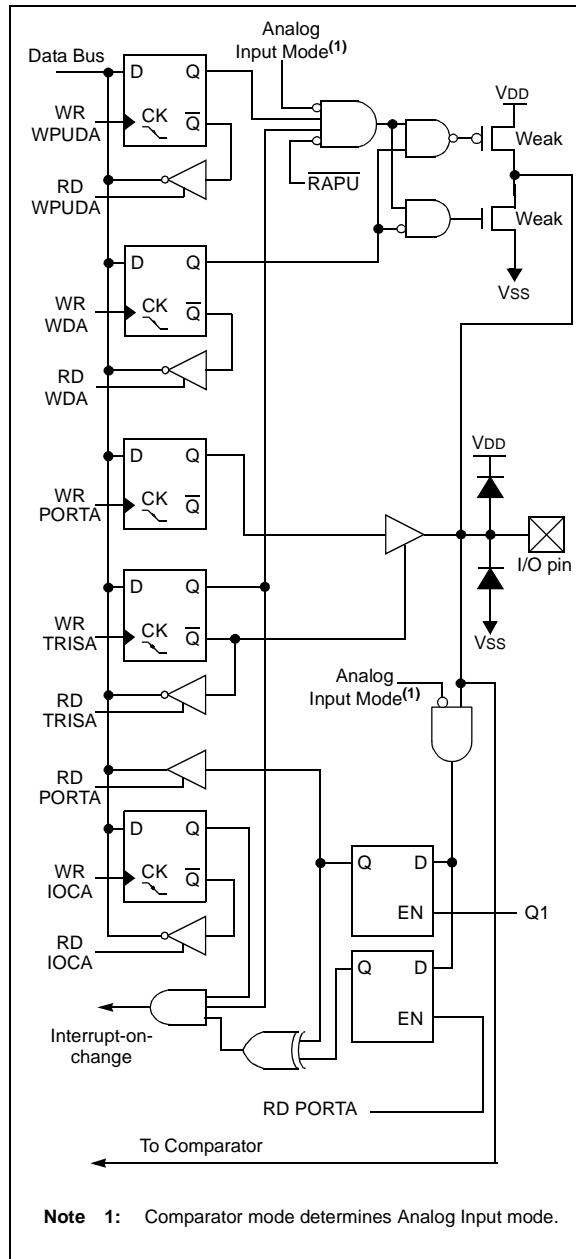 Analog
Input Mode(1)
Data Bus
D Q
WR
WPUDA
CK
Q
RD
WPUDA
RAPU
VDD
Weak
Weak
VSS
D Q
WR
WDA
CK
Q
RD
WDA
D Q
WR
PORTA
CK
Q
VDD
I/O pin
VSS
D Q
WR
TRISA
CK
Q
RD
TRISA
Analog
Input Mode(1)
RD
PORTA
D Q
WR
IOCA
CK
Q
RD
IOCA
Q D
EN
Q1
Q D
EN
Interrupt-on-
change
RD PORTA
To Comparator
Note 1: Comparator mode determines Analog Input mode.